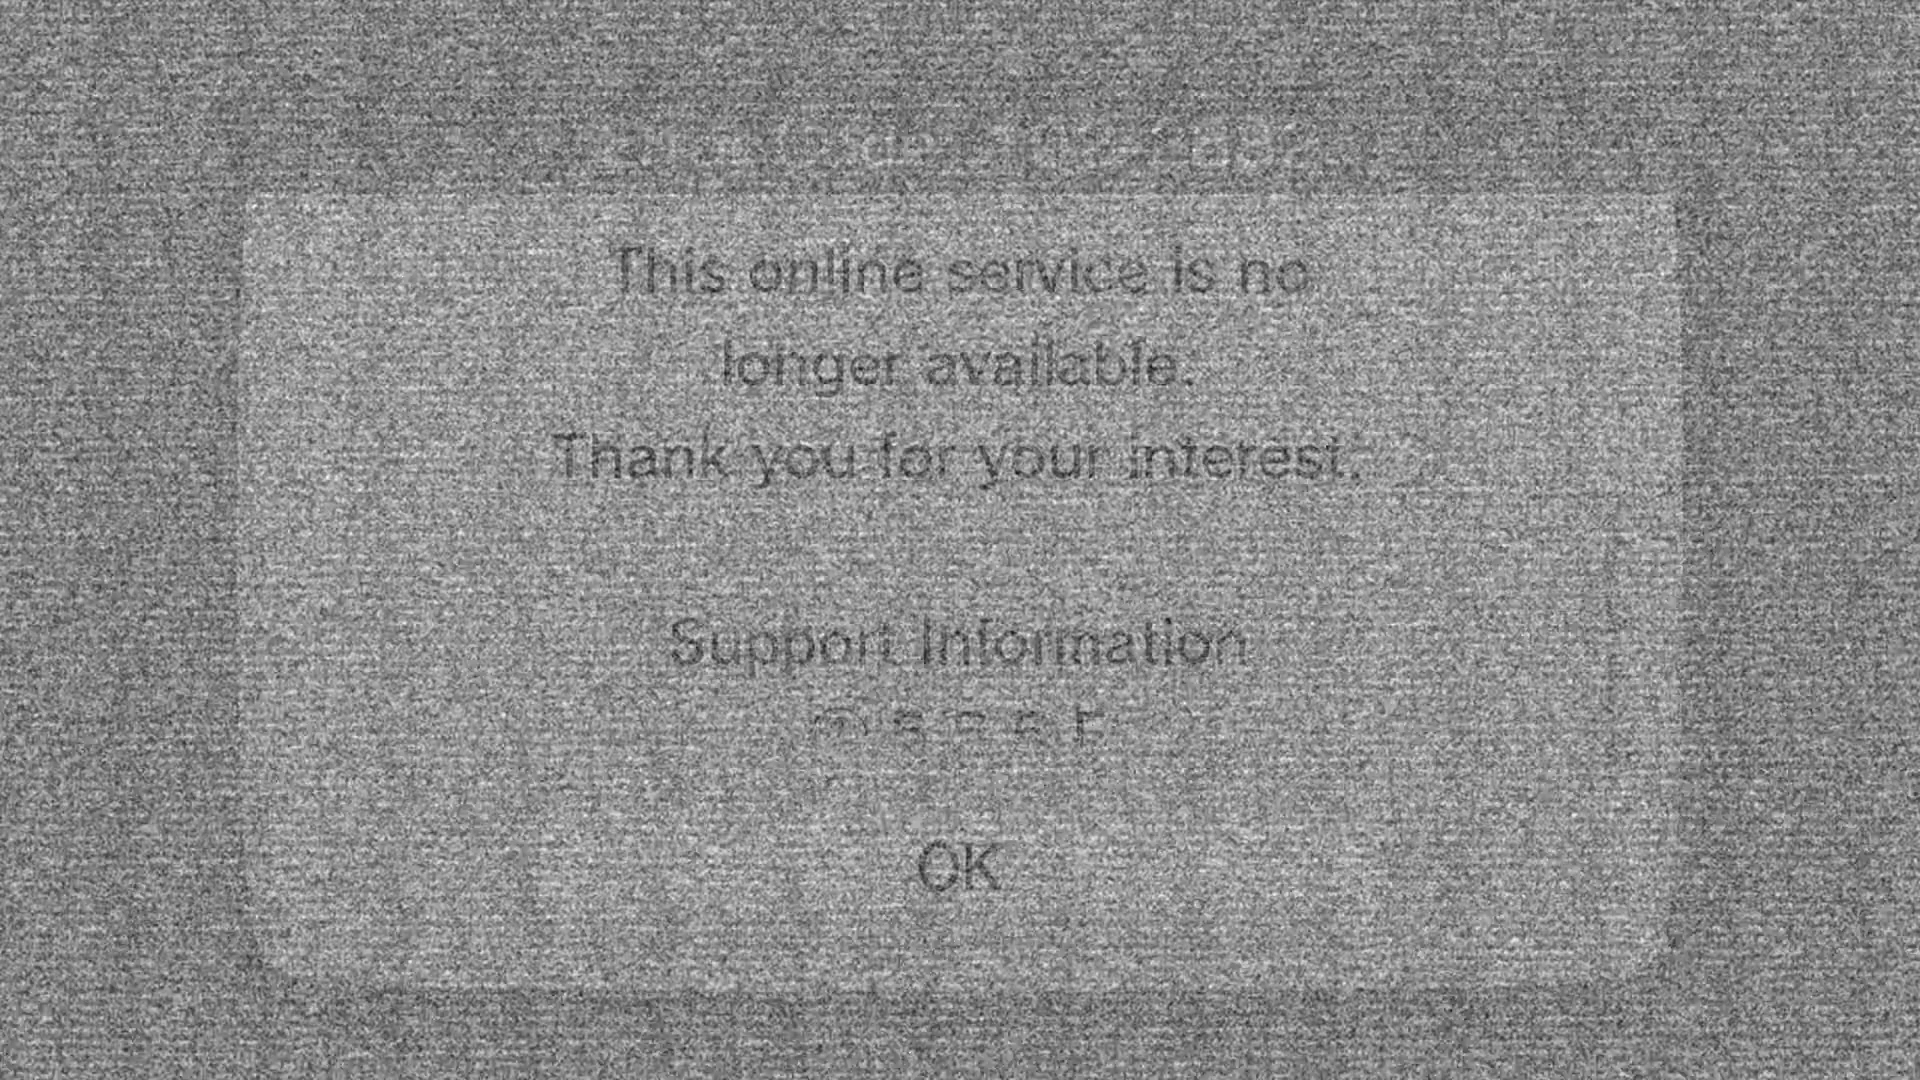 This online service is no
longer available.
Thank you for your interest.
Support Information
OK